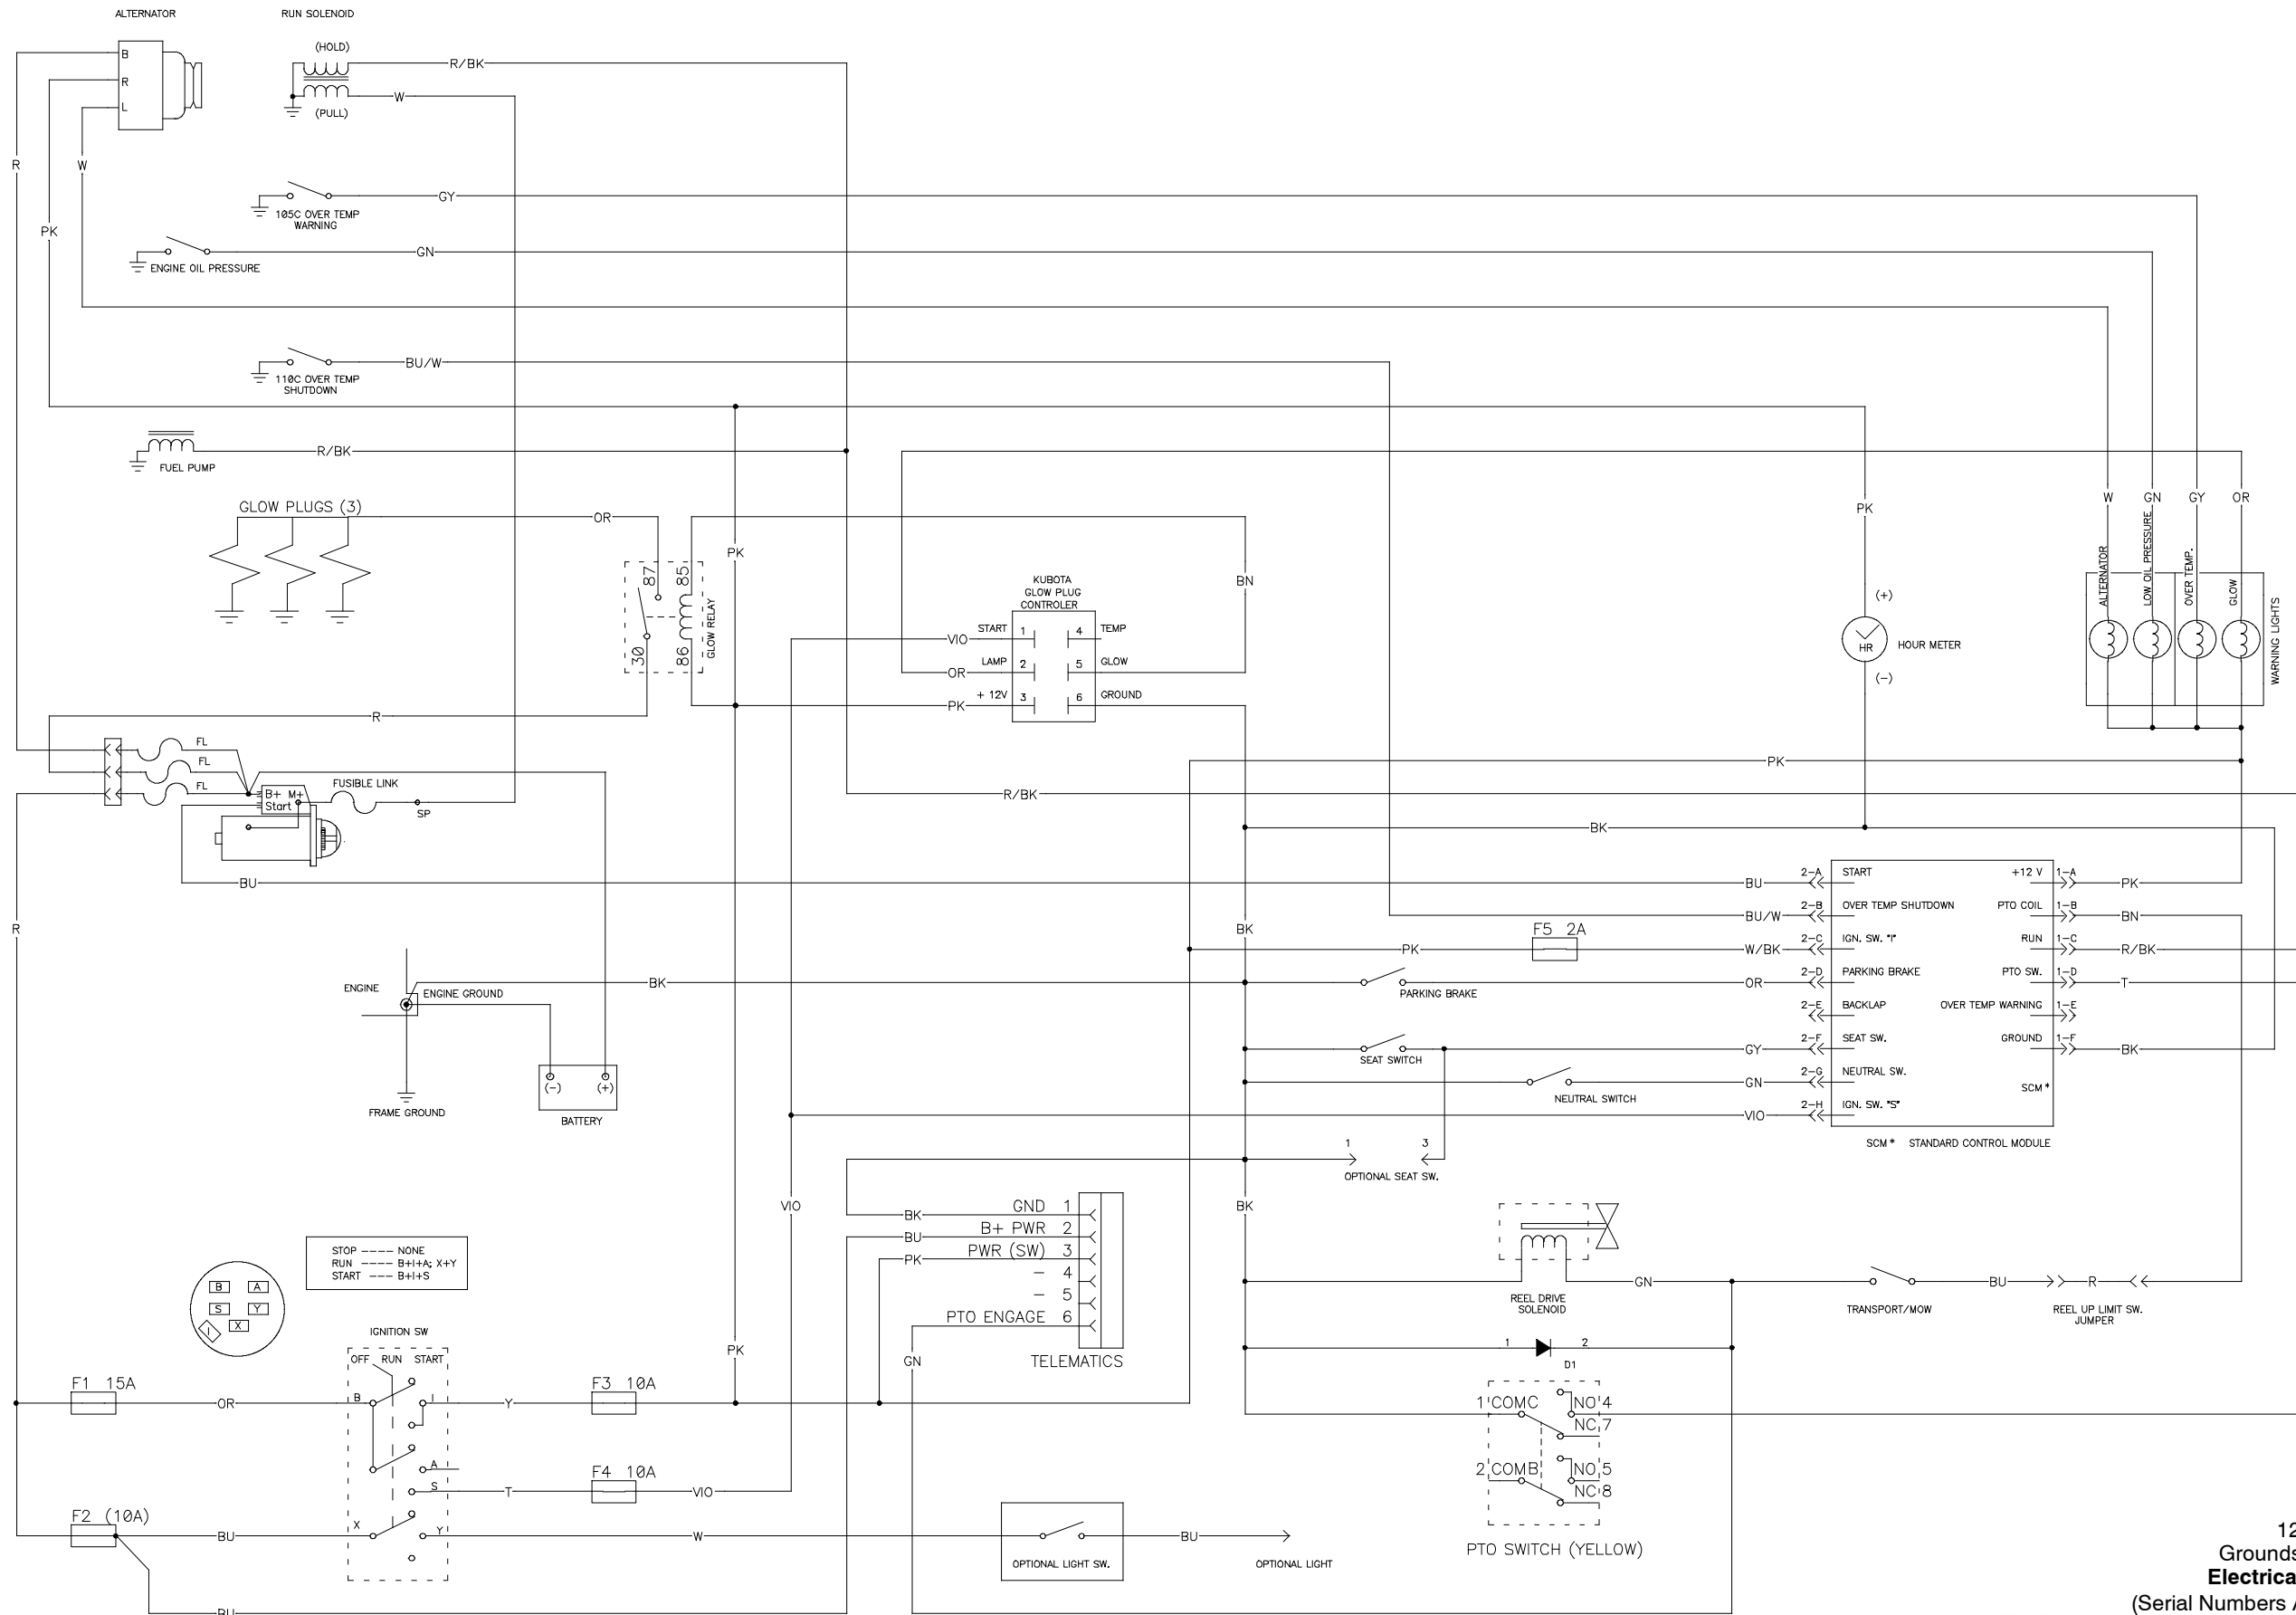 ALTERNATOR
RUN SOLENOID
(HOLD)
R/BK
B
R
L
W
(PULL)
R
W
GY
105C OVER TEMP
WARNING
PK
GN
ENGINE OIL PRESSURE
BU/W
110C OVER TEMP
SHUTDOWN
R/BK
FUEL PUMP
GLOW PLUGS (3)
OR
PK
87
85
30
86
GLOW RELAY
BN
KUBOTA
GLOW PLUG
CONTROLER
VIO
START
1
4
TEMP
OR
LAMP
2
5
GLOW
PK
+ 12V
3
6
GROUND
PK
(+)
HR
HOUR METER
(-)
W
GN
GY
OR
ALTERNATOR
LOW OIL PRESSURE
OVER TEMP.
GLOW
WARNING LIGHTS
R
FL
FL
FL
B+ M+
Start
FUSIBLE LINK
SP
PK
R/BK
BK
BU
R
BK
BU
2-A
START
+12 V
1-A
PK
BU/W
2-B
OVER TEMP SHUTDOWN
PTO COIL
1-B
BN
PK
F5 2A
W/BK
2-C
IGN. SW. "I"
RUN
1-C
R/BK
OR
2-D
PARKING BRAKE
PTO SW.
1-D
T
2-E
BACKLAP
OVER TEMP WARNING
1-E
GY
2-F
SEAT SW.
GROUND
1-F
BK
GN
2-G
NEUTRAL SW.
SCM *
VIO
2-H
IGN. SW. "S"
SCM * STANDARD CONTROL MODULE
PARKING BRAKE
SEAT SWITCH
NEUTRAL SWITCH
1
3
OPTIONAL SEAT SW.
ENGINE
ENGINE GROUND
BK
(-)
(+)
FRAME GROUND
BATTERY
VIO
BK
BK
GND 1
BU
B+ PWR 2
PK
PWR (SW) 3
- 4
- 5
PTO ENGAGE 6
GN
TELEMATICS
STOP ---- NONE
RUN ---- B+I+A; X+Y
START --- B+I+S
B
A
S
Y
I
X
REEL DRIVE
SOLENOID
GN
TRANSPORT/MOW
BU
R
REEL UP LIMIT SW.
JUMPER
1
2
D1
IGNITION SW
OFF RUN START
PK
F1 15A
OR
B
I
Y
F3 10A
A
S
T
F4 10A
VIO
F2 (10A)
BU
X
Y
W
BU
OPTIONAL LIGHT SW.
OPTIONAL LIGHT
1 COMC
NO 4
NC 7
2 COMB
NO 5
NC 8
PTO SWITCH (YELLOW)
BU
12
Grounds
Electrica
(Serial Numbers A